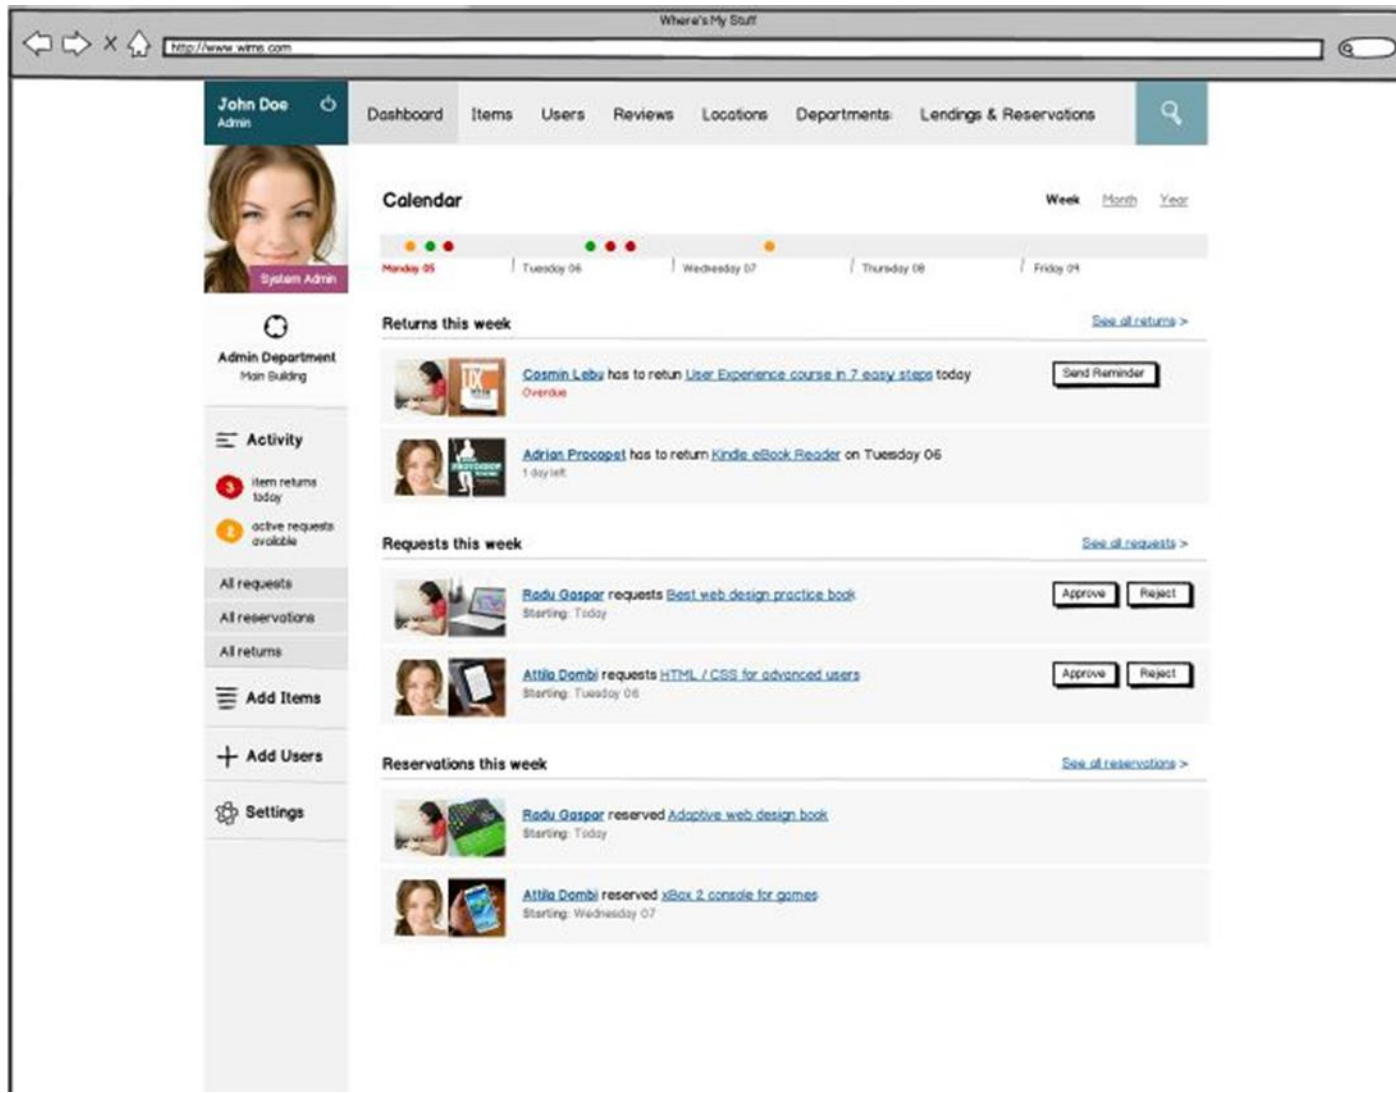 Where's My Stuff
http://www.wims.com
John Doe
Admin
Dashboard Items Users Reviews Locations Departments Lendings & Reservations
System Admin
Admin Department
Main Building
Activity
3 item returns
today
2 active requests
available
All requests
All reservations
All returns
Add Items
Add Users
Settings
Calendar
Week Month Year
Monday 05 Tuesday 06 Wednesday 07 Thursday 08 Friday 09
Returns this week
See all returns >
UX
Cosmin Lebu has to retun User Experience course in 7 easy steps today
Overdue
Send Reminder
Adrian Procopet has to return Kindle eBook Reader on Tuesday 06
1 day left
Requests this week
See all requests >
Radu Gaspar requests Best web design practice book
Starting: Today
Approve Reject
Attila Dombi requests HTML / CSS for advanced users
Starting: Tuesday 06
Approve Reject
Reservations this week
See all reservations >
Radu Gaspar reserved Adaptive web design book
Starting: Today
Attila Dombi reserved xBox 2 console for games
Starting: Wednesday 07